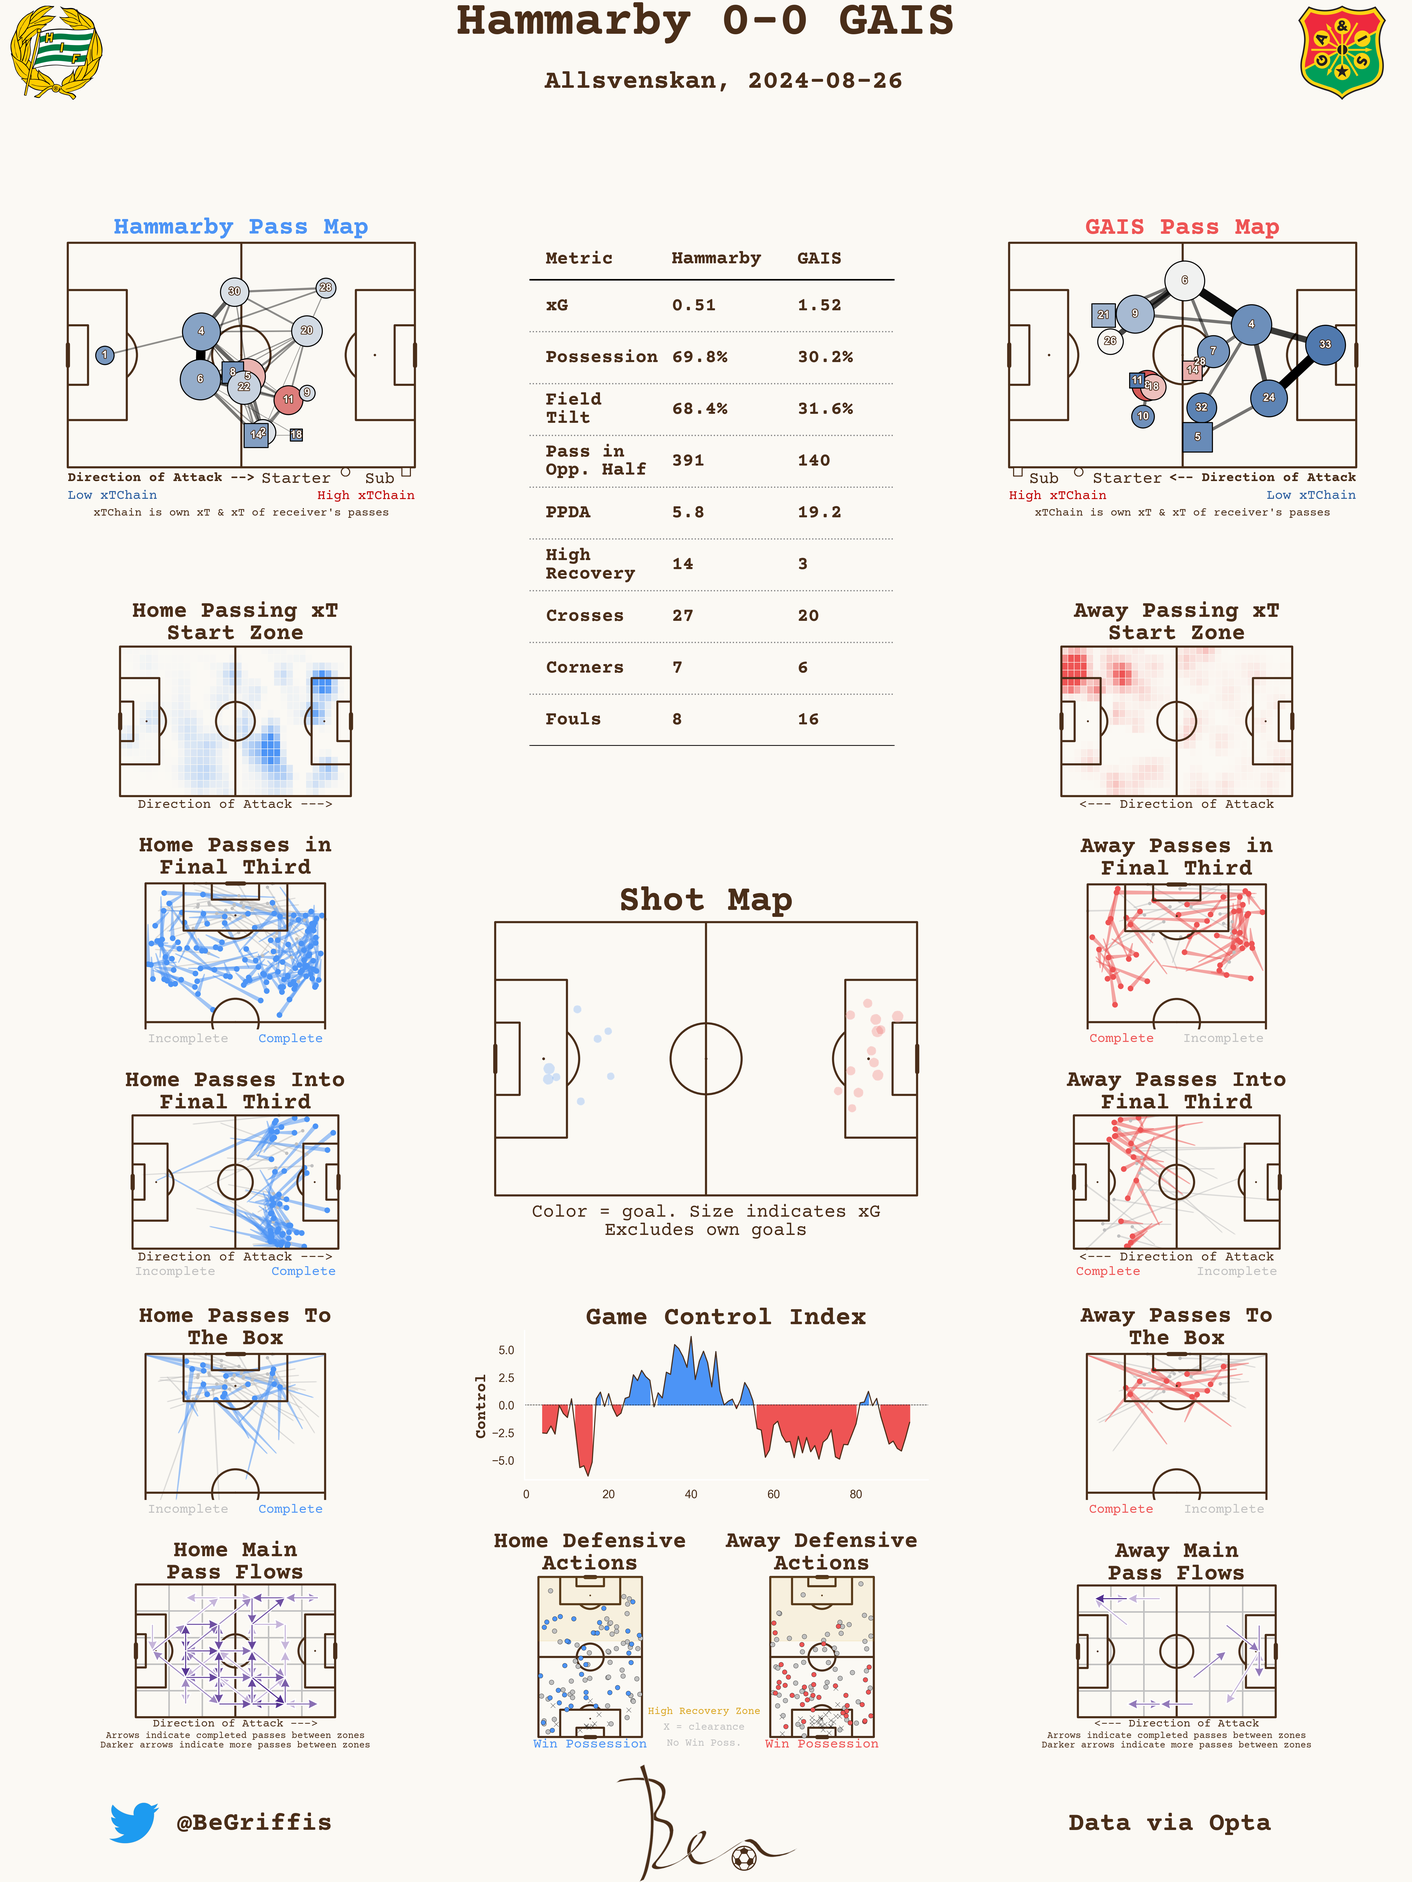 Hammarby 0-0 GAIS
Allsvenskan, 2024-08-26
H
I
F
G
A
&
I
S
Hammarby Pass Map
30
28
4
20
1
6
8
5
22
11
9
14
2
18
Direction of Attack -->
Starter
Sub
Low xTChain
High xTChain
xTChain is own xT & xT of receiver's passes
Metric Hammarby GAIS
xG 0.51 1.52
Possession 69.8% 30.2%
Field
Tilt 68.4% 31.6%
Pass in
Opp. Half 391 140
PPDA 5.8 19.2
High
Recovery 14 3
Crosses 27 20
Corners 7 6
Fouls 8 16
GAIS Pass Map
6
21
9
4
26
7
28
33
14
11
18
24
10
32
5
Sub
Starter
<-- Direction of Attack
High xTChain
Low xTChain
xTChain is own xT & xT of receiver's passes
Home Passing xT
Start Zone
Direction of Attack --->
Away Passing xT
Start Zone
<--- Direction of Attack
Home Passes in
Final Third
Incomplete
Complete
Shot Map
Color = goal. Size indicates xG
Excludes own goals
Away Passes in
Final Third
Complete
Incomplete
Home Passes Into
Final Third
Direction of Attack --->
Incomplete
Complete
Away Passes Into
Final Third
<--- Direction of Attack
Complete
Incomplete
Home Passes To
The Box
Incomplete
Complete
Game Control Index
Control
5.0
2.5
0.0
−2.5
−5.0
0
20
40
60
80
Away Passes To
The Box
Complete
Incomplete
Home Main
Pass Flows
Direction of Attack --->
Arrows indicate completed passes between zones
Darker arrows indicate more passes between zones
Home Defensive
Actions
Win Possession
High Recovery Zone
X = clearance
No Win Poss.
Away Defensive
Actions
Win Possession
Away Main
Pass Flows
<--- Direction of Attack
Arrows indicate completed passes between zones
Darker arrows indicate more passes between zones
@BeGriffis
Ben
Data via Opta